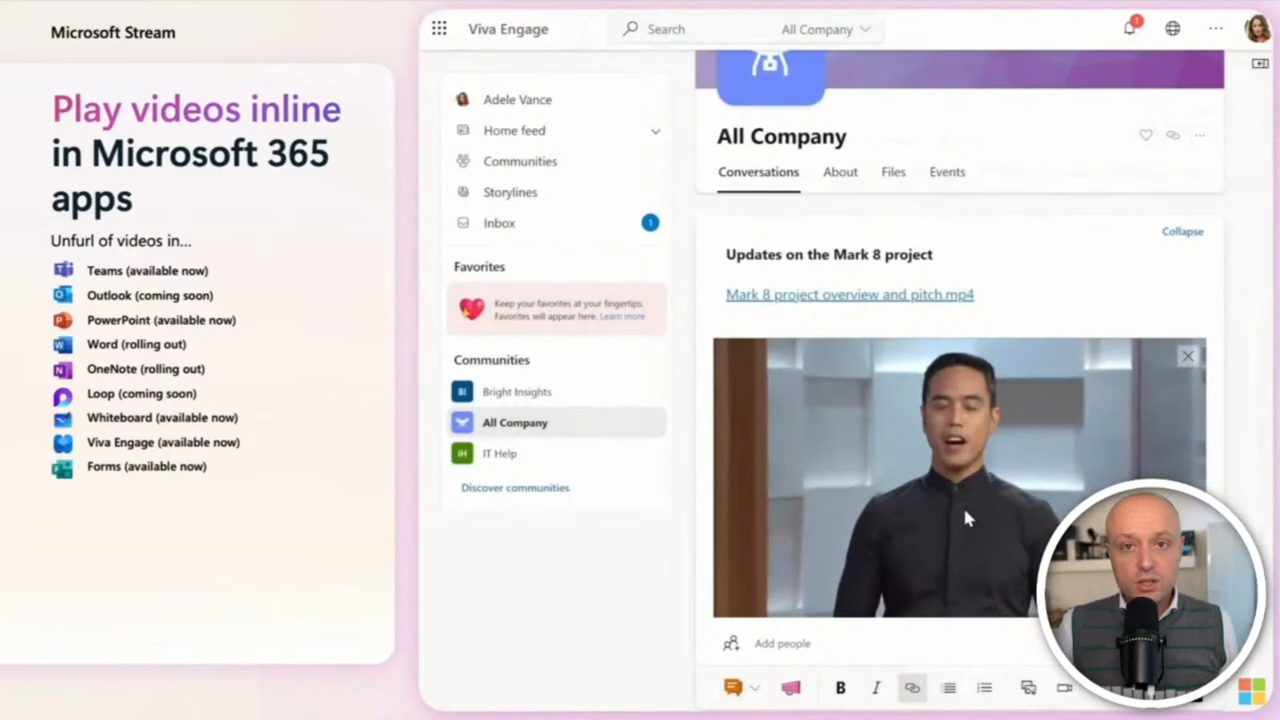 Microsoft Stream
Play videos inline
in Microsoft 365
apps
Unfurl of videos in...
Teams (available now)
Outlook (coming soon)
PowerPoint (available now)
Word (rolling out)
OneNote (rolling out)
Loop (coming soon)
Whiteboard (available now)
Viva Engage (available now)
Forms (available now)
Viva Engage
Search
All Company
1
Adele Vance
Home feed
Communities
Storylines
Inbox
1
Favorites
Keep your favorites at your fingertips.
Favorites will appear here. Learn more
Communities
BI Bright Insights
All Company
IH IT Help
Discover communities
All Company
Conversations About Files Events
Collapse
Updates on the Mark 8 project
Mark 8 project overview and pitch.mp4
Add people
B I